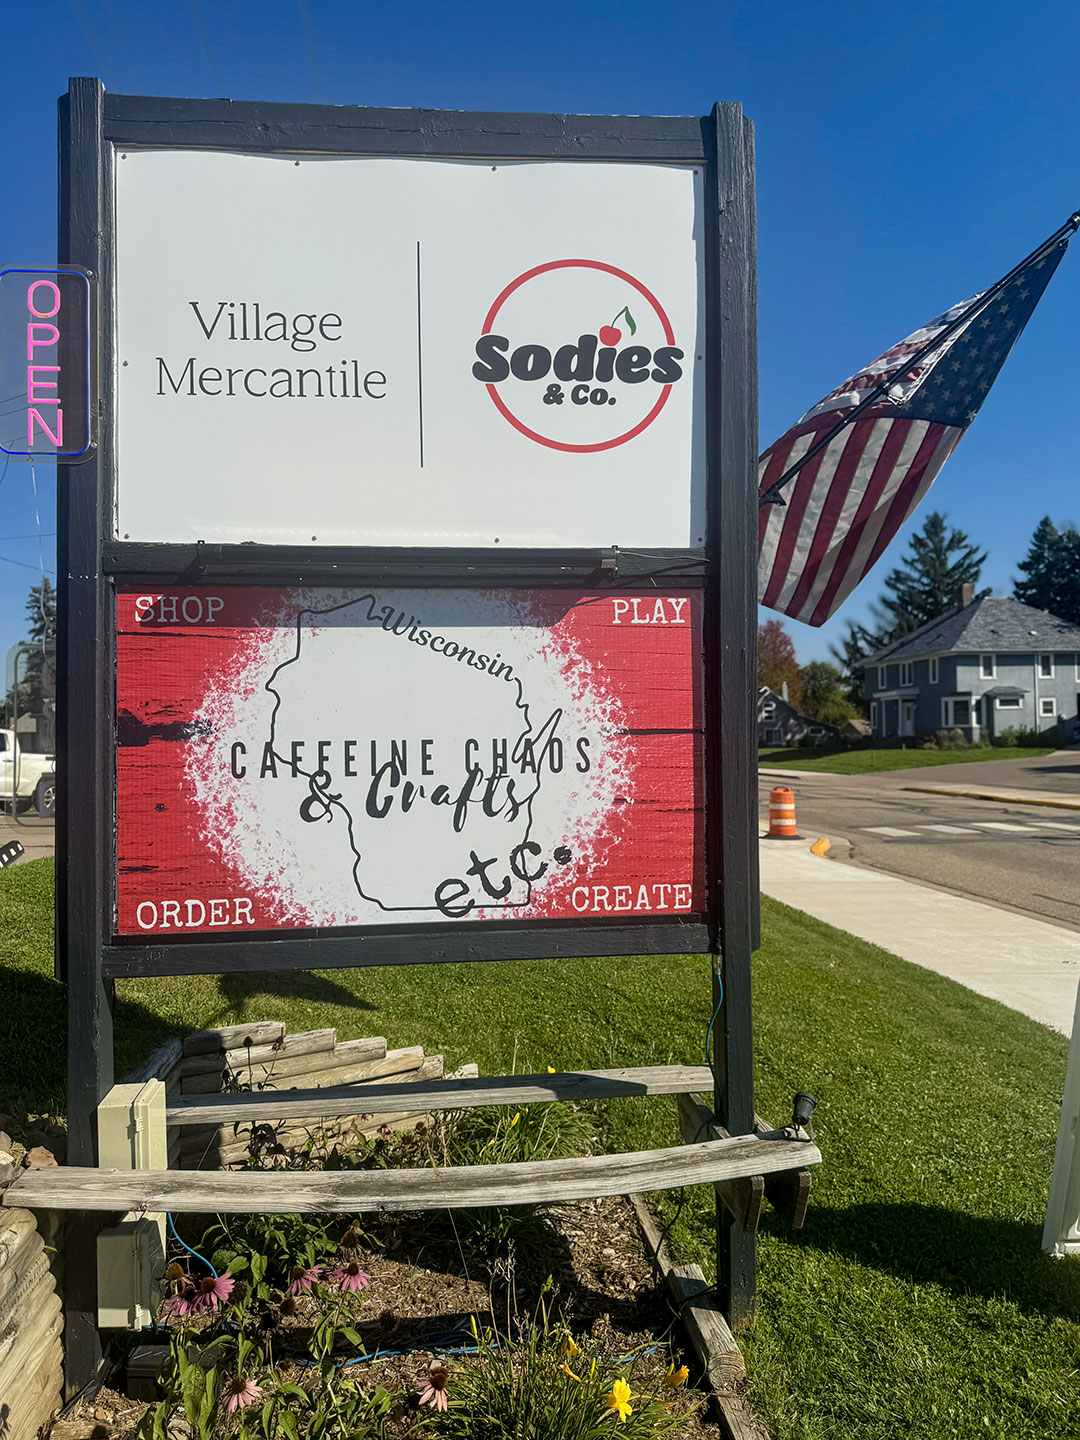 OPEN
Village
Mercantile
Sodies
& Co.
SHOP
PLAY
Wisconsin
CAFFEINE CHAOS
& Crafts
etc.
ORDER
CREATE